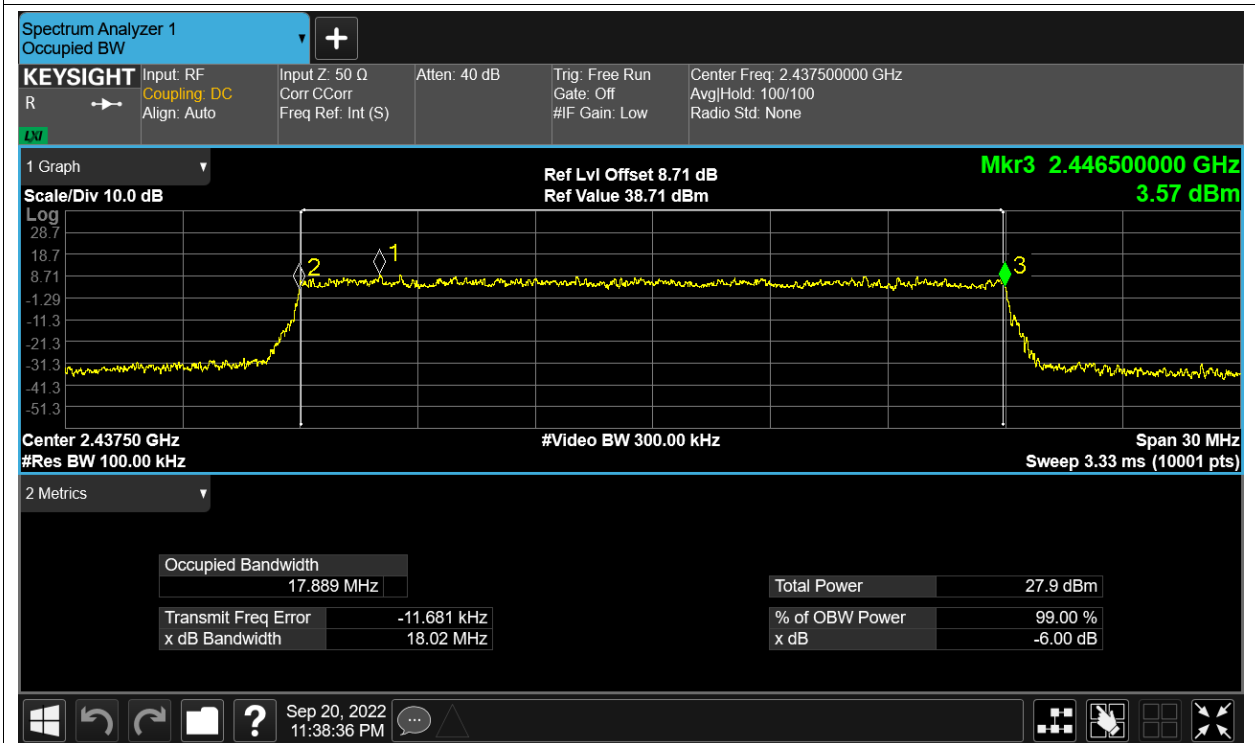 Spectrum Analyzer 1
Occupied BW
KEYSIGHT
R
LXI
Input: RF
Coupling: DC
Align: Auto
Input Z: 50 Ω
Corr CCorr
Freq Ref: Int (S)
Atten: 40 dB
Trig: Free Run
Gate: Off
#IF Gain: Low
Center Freq: 2.437500000 GHz
Avg|Hold: 100/100
Radio Std: None
1 Graph
Scale/Div 10.0 dB
Ref Lvl Offset 8.71 dB
Ref Value 38.71 dBm
Mkr3 2.446500000 GHz
3.57 dBm
Log
28.7
18.7
8.71
-1.29
-11.3
-21.3
-31.3
-41.3
-51.3
2
1
3
Center 2.43750 GHz
#Res BW 100.00 kHz
#Video BW 300.00 kHz
Span 30 MHz
Sweep 3.33 ms (10001 pts)
2 Metrics
Occupied Bandwidth
17.889 MHz
Transmit Freq Error -11.681 kHz
x dB Bandwidth 18.02 MHz
Total Power 27.9 dBm
% of OBW Power 99.00 %
x dB -6.00 dB
?
Sep 20, 2022
11:38:36 PM